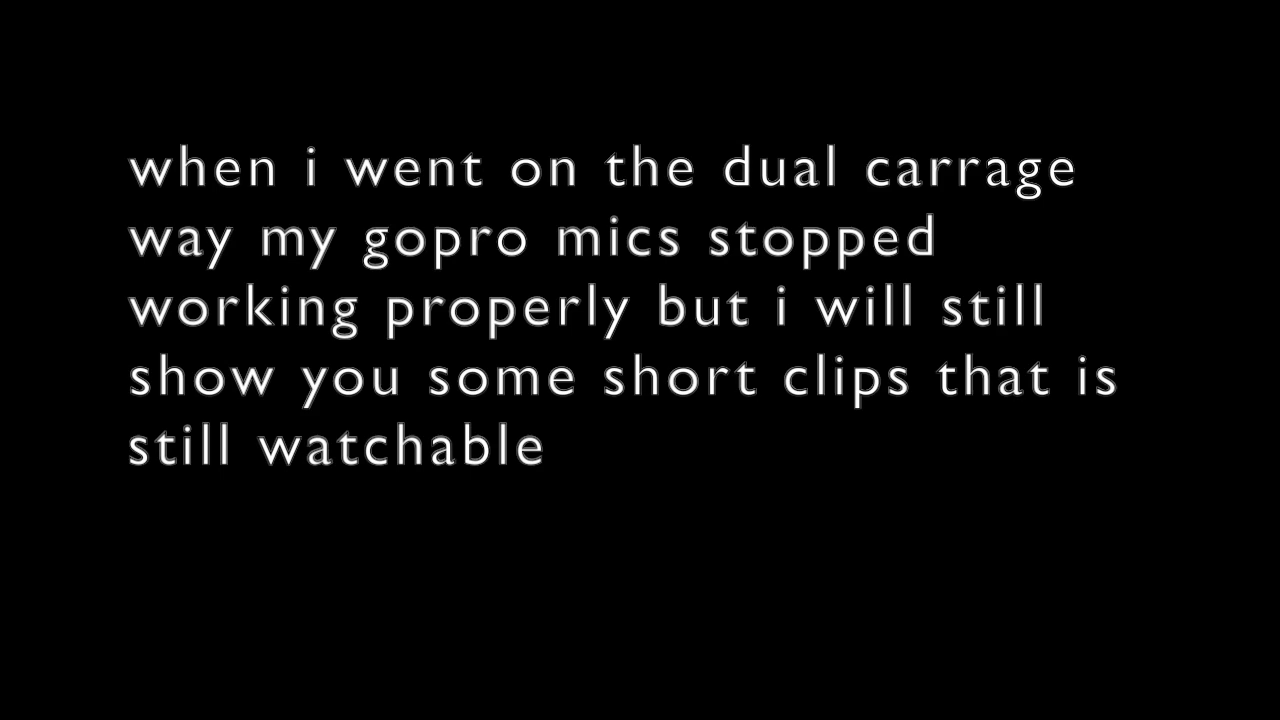 when i went on the dual carrage
way my gopro mics stopped
working properly but i will still
show you some short clips that is
still watchable